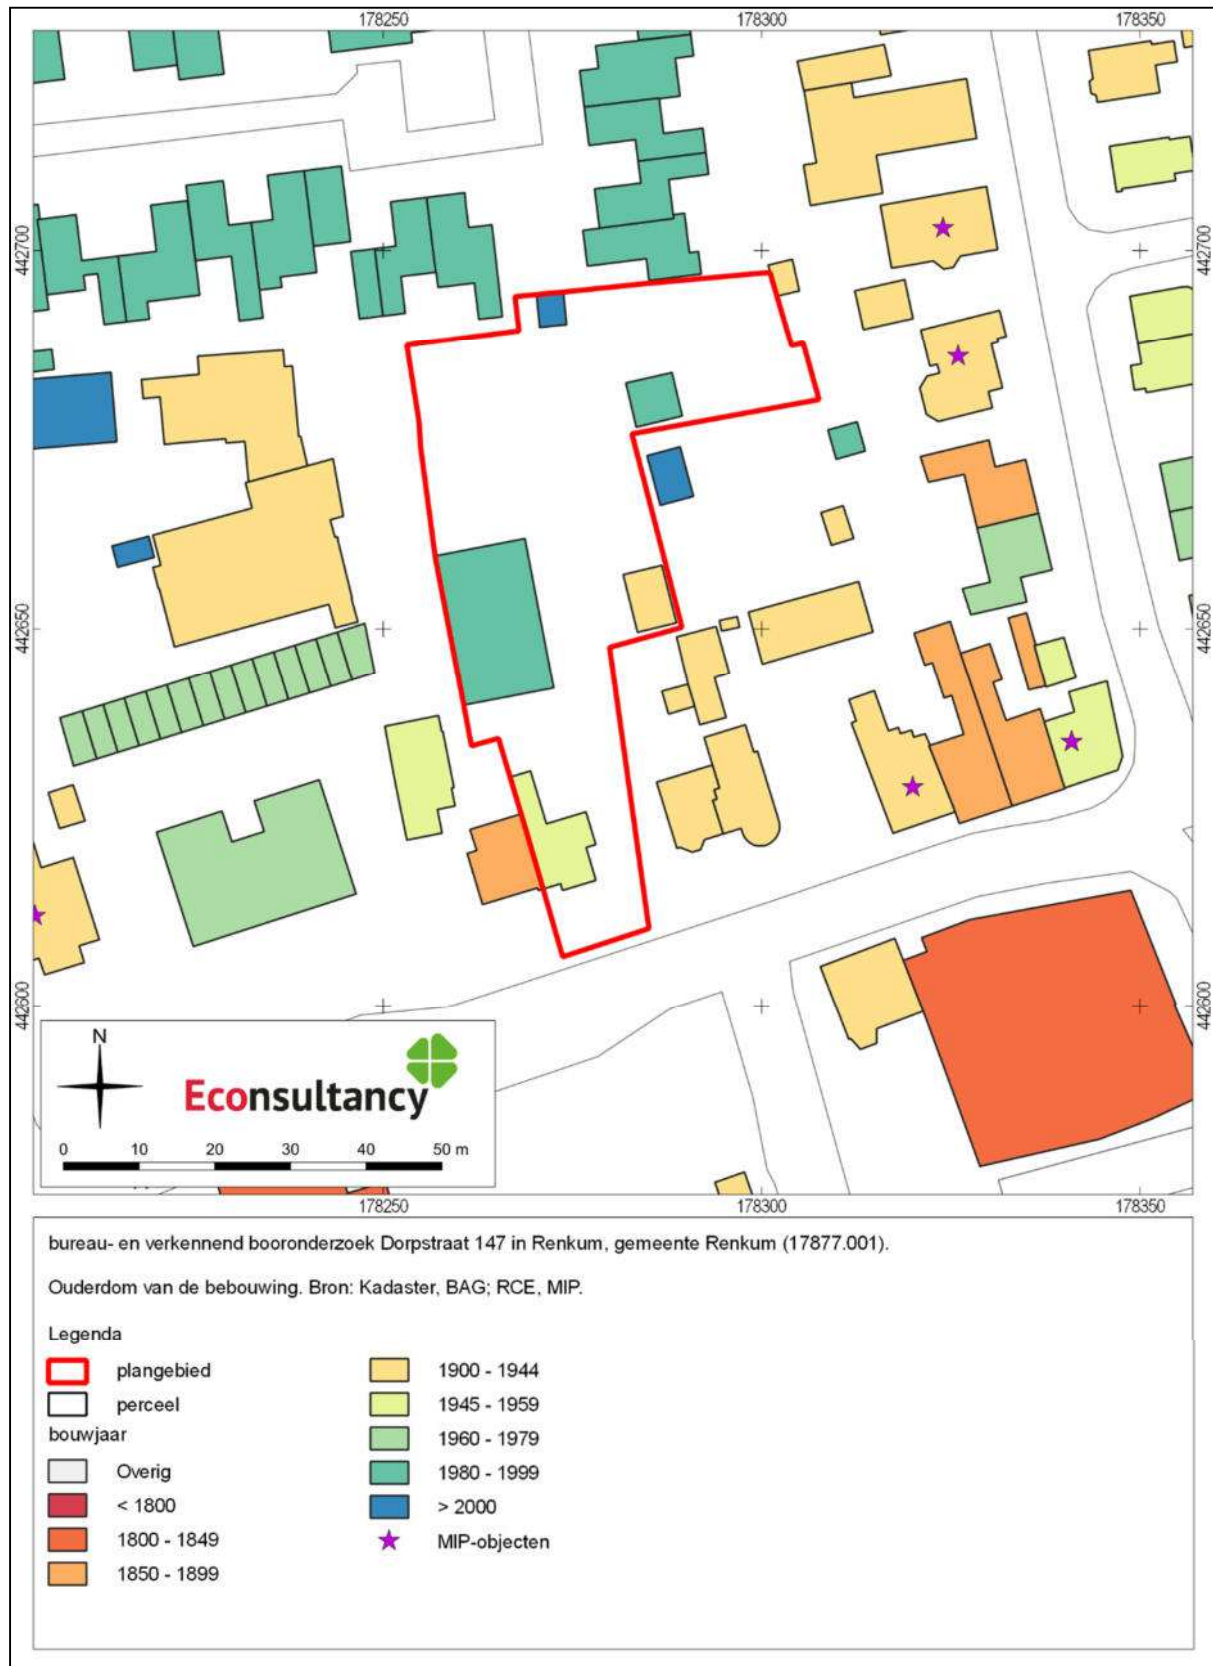 178250 178300 178350
442700 442700
442650 442650
442600 442600
N
Econsultancy
0 10 20 30 40 50 m
178250 178300 178350
bureau- en verkennend booronderzoek Dorpstraat 147 in Renkum, gemeente Renkum (17877.001).
Ouderdom van de bebouwing. Bron: Kadaster, BAG; RCE, MIP.
Legenda
plangebied
perceel
bouwjaar
Overig
< 1800
1800 - 1849
1850 - 1899
1900 - 1944
1945 - 1959
1960 - 1979
1980 - 1999
> 2000
MIP-objecten